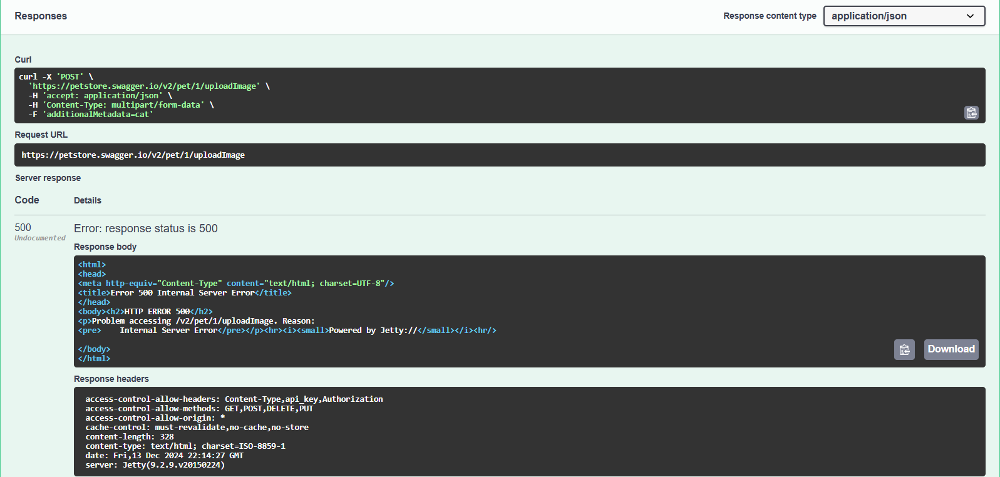 Responses
Response content type application/json
Curl
curl -X 'POST' \
'https://petstore.swagger.io/v2/pet/1/uploadImage' \
-H 'accept: application/json' \
-H 'Content-Type: multipart/form-data' \
-F 'additionalMetadata=cat'
Request URL
https://petstore.swagger.io/v2/pet/1/uploadImage
Server response
Code Details
500 Error: response status is 500
Undocumented
Response body
<html>
<head>
<meta http-equiv="Content-Type" content="text/html; charset=UTF-8"/>
<title>Error 500 Internal Server Error</title>
</head>
<body><h2>HTTP ERROR 500</h2>
<p>Problem accessing /v2/pet/1/uploadImage. Reason:
<pre>    Internal Server Error</pre></p><hr><i><small>Powered by Jetty://</small></i><hr/>
</body>
</html>
Download
Response headers
access-control-allow-headers: Content-Type,api_key,Authorization
access-control-allow-methods: GET,POST,DELETE,PUT
access-control-allow-origin: *
cache-control: must-revalidate,no-cache,no-store
content-length: 328
content-type: text/html; charset=ISO-8859-1
date: Fri,13 Dec 2024 22:14:27 GMT
server: Jetty(9.2.9.v20150224)